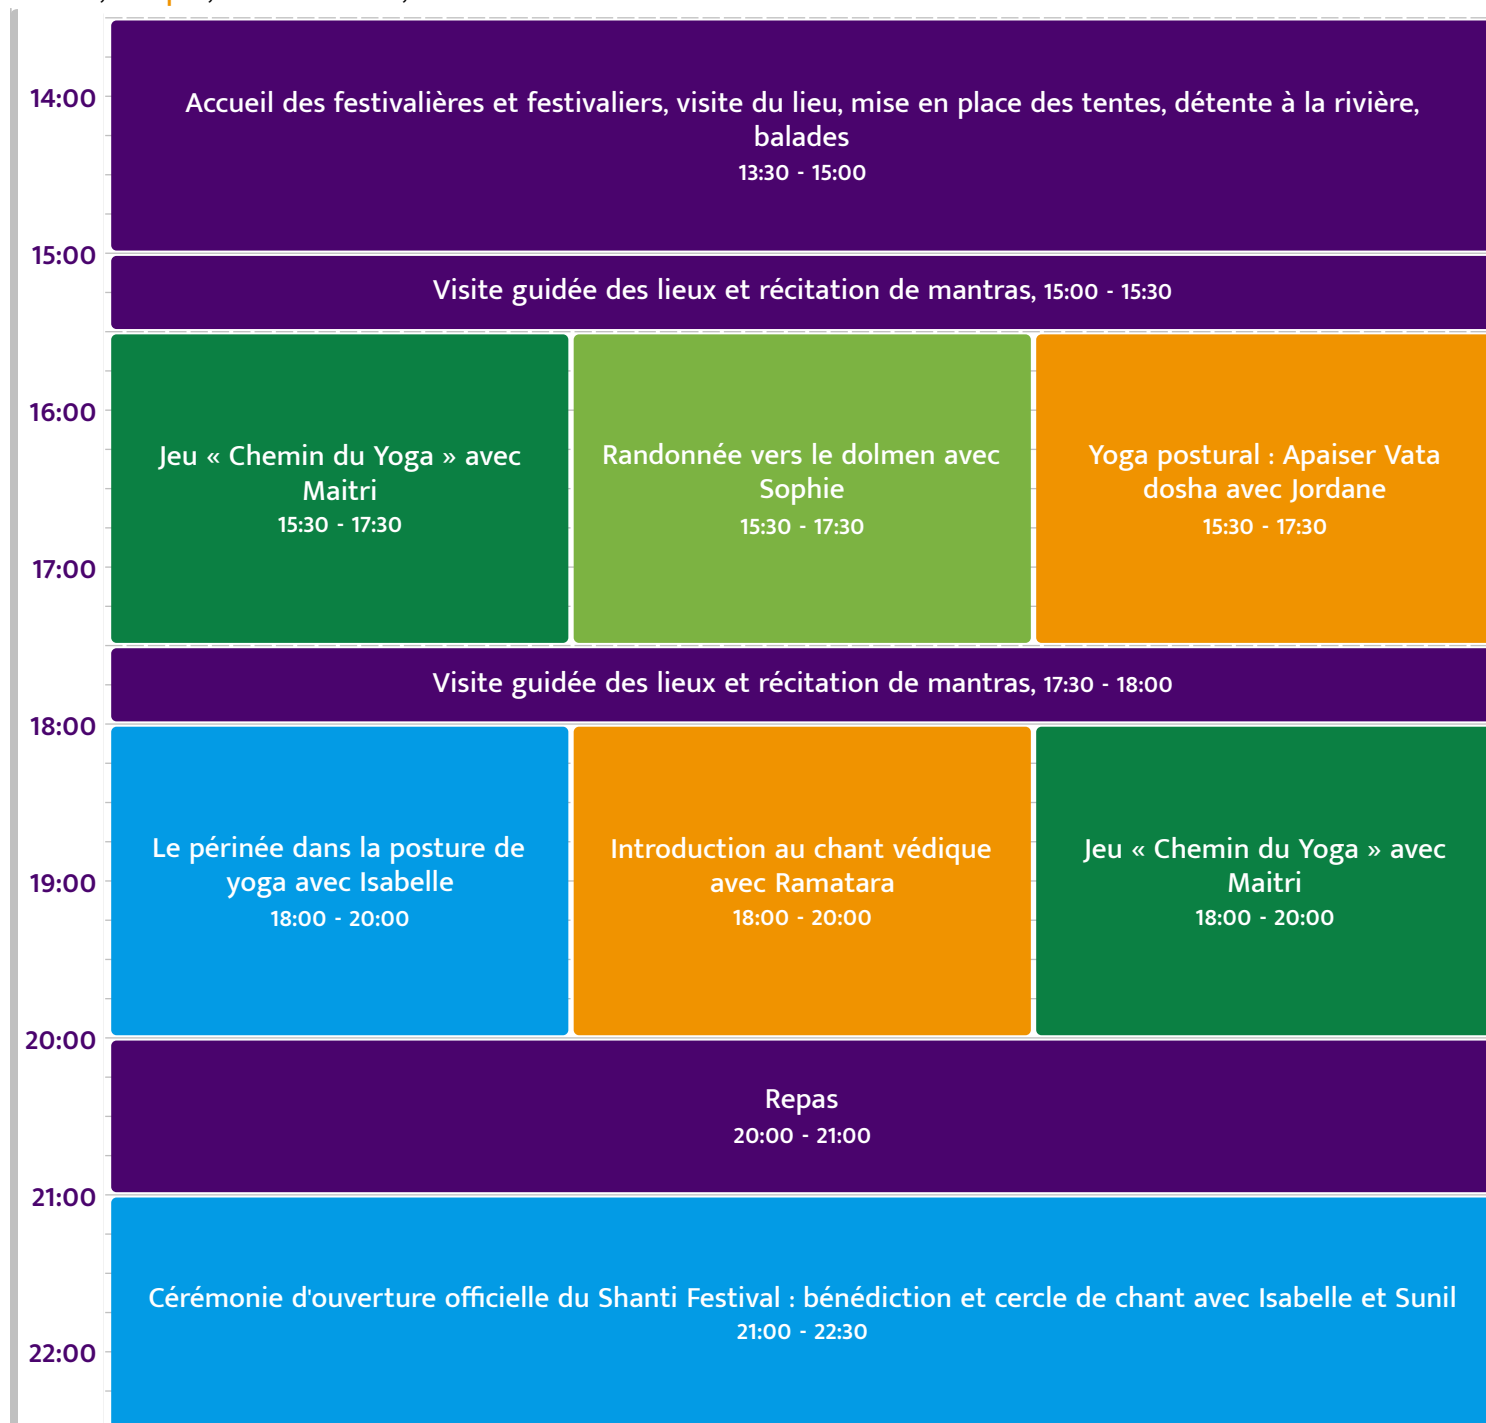 14:00
Accueil des festivalières et festivaliers, visite du lieu, mise en place des tentes, détente à la rivière,
balades
13:30 - 15:00
15:00
Visite guidée des lieux et récitation de mantras, 15:00 - 15:30
16:00
Jeu « Chemin du Yoga » avec
Maitri
15:30 - 17:30
Randonnée vers le dolmen avec
Sophie
15:30 - 17:30
Yoga postural : Apaiser Vata
dosha avec Jordane
15:30 - 17:30
17:00
Visite guidée des lieux et récitation de mantras, 17:30 - 18:00
18:00
Le périnée dans la posture de
yoga avec Isabelle
18:00 - 20:00
Introduction au chant védique
avec Ramatara
18:00 - 20:00
Jeu « Chemin du Yoga » avec
Maitri
18:00 - 20:00
19:00
20:00
Repas
20:00 - 21:00
21:00
Cérémonie d'ouverture officielle du Shanti Festival : bénédiction et cercle de chant avec Isabelle et Sunil
21:00 - 22:30
22:00